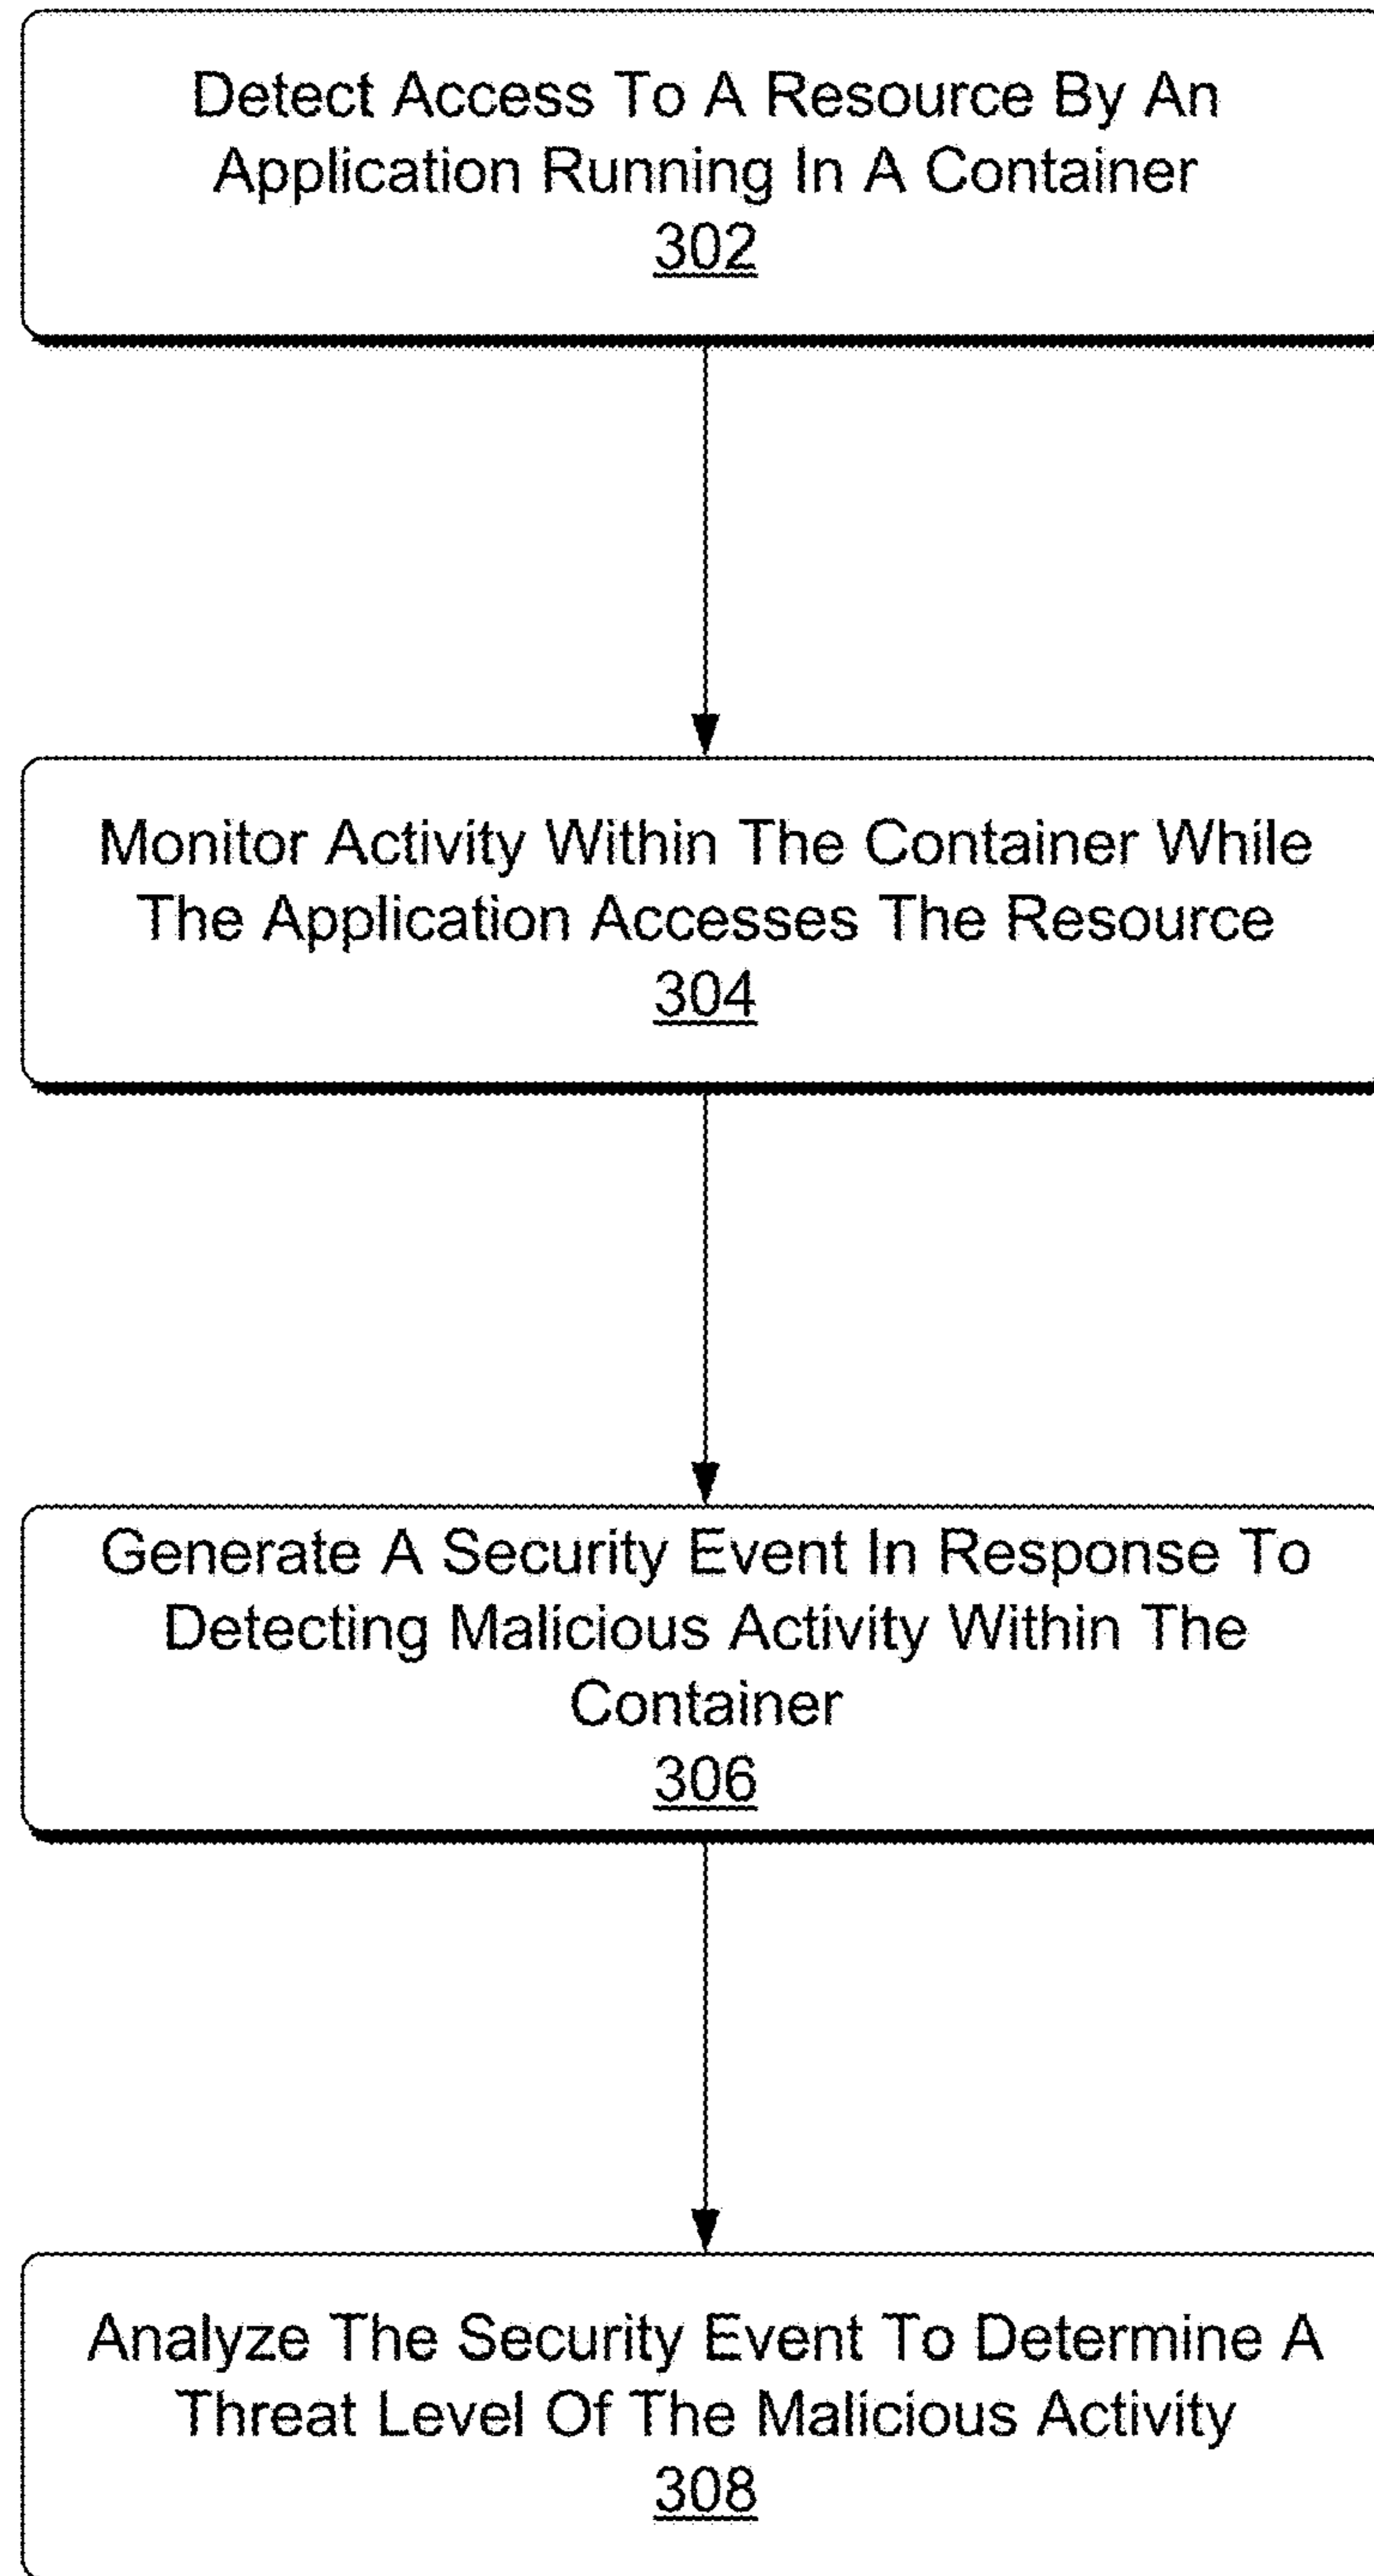 Detect Access To A Resource By An
Application Running In A Container
302
Monitor Activity Within The Container While
The Application Accesses The Resource
304
Generate A Security Event In Response To
Detecting Malicious Activity Within The
Container
306
Analyze The Security Event To Determine A
Threat Level Of The Malicious Activity
308